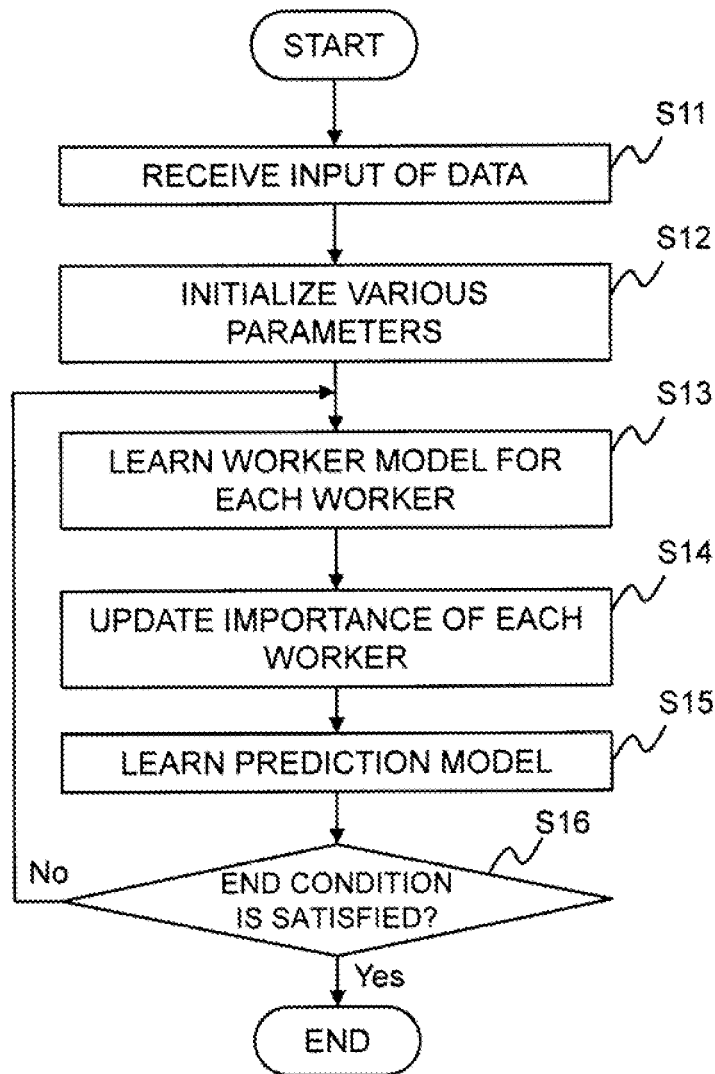 START
S11
RECEIVE INPUT OF DATA
S12
INITIALIZE VARIOUS
PARAMETERS
S13
LEARN WORKER MODEL FOR
EACH WORKER
S14
UPDATE IMPORTANCE OF EACH
WORKER
S15
LEARN PREDICTION MODEL
S16
No
END CONDITION
IS SATISFIED?
Yes
END